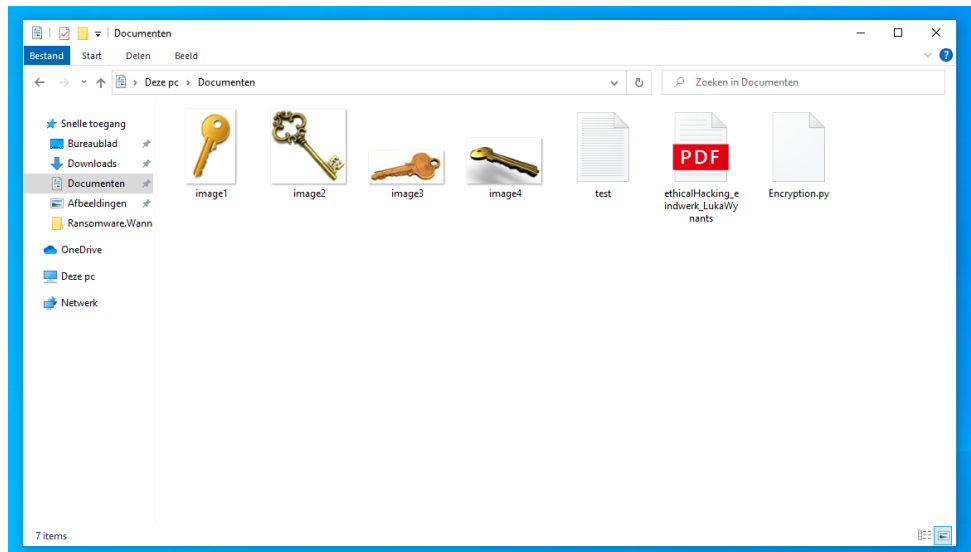 Documenten
Bestand Start Delen Beeld
Deze pc Documenten
Zoeken in Documenten
Snelle toegang
Bureaublad
Downloads
Documenten
Afbeeldingen
Ransomware.Wann
OneDrive
Deze pc
Netwerk
image1
image2
image3
image4
test
PDF
ethicalHacking_e
indwerk_LukaWy
nants
Encryption.py
7 items